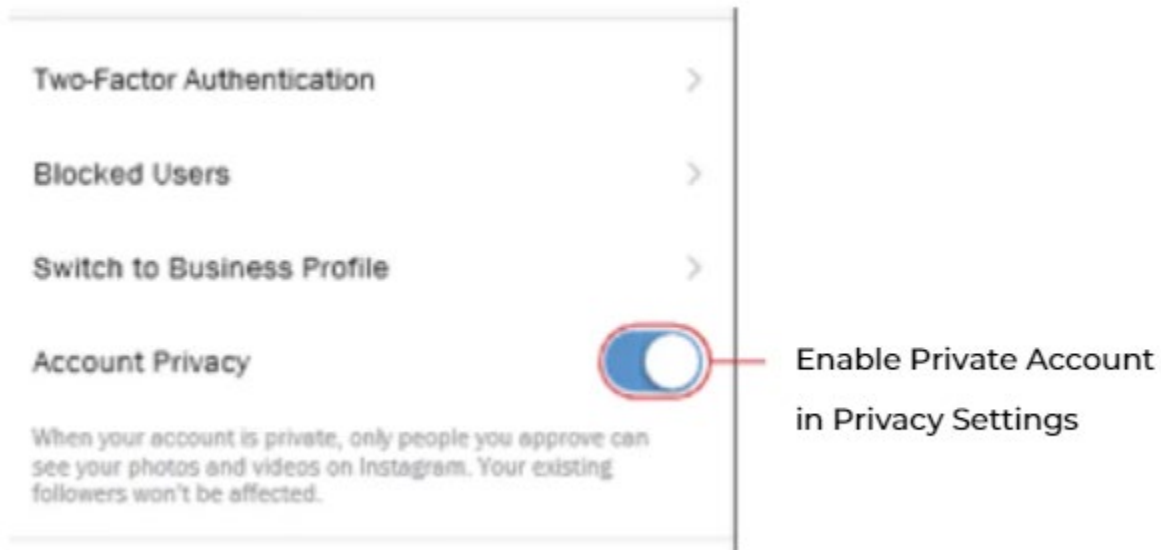 Two-Factor Authentication
Blocked Users
Switch to Business Profile
Account Privacy
Enable Private Account
in Privacy Settings
When your account is private, only people you approve can
see your photos and videos on Instagram. Your existing
followers won't be affected.